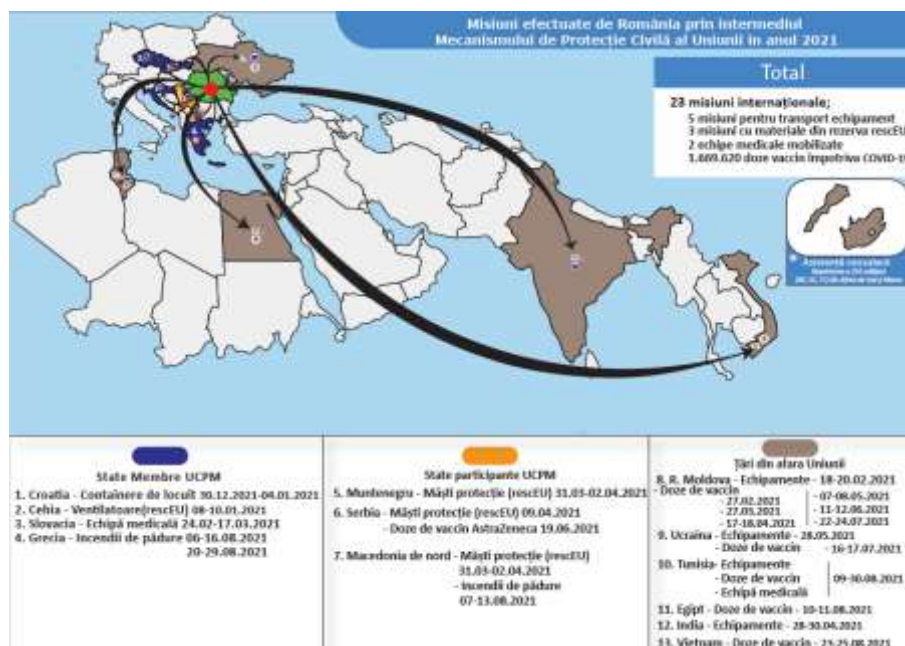 Misiuni efectuate de România prin intermediul
Mecanismului de Protecție Civilă al Uniunii în anul 2021
Total
23 misiuni internaționale;
5 misiuni pentru transport echipament
3 misiuni cu materiale din rezerva rescEU
2 echipe medicale mobilizate
1.669.620 doze vaccin împotriva COVID-19
Asistență consulară
State Membre UCPM
1. Croatia - Containere de locuit 30.12.2021-04.01.2021
2. Cehia - Ventilatoare(rescEU) 08-10.01.2021
3. Slovacia - Echipă medicală 24.02-17.03.2021
4. Grecia - Incendii de pădure 06-16.08.2021
20-29.08.2021
State participante UCPM
5. Muntenegru - Măști protecție (rescEU) 31.03-02.04.2021
6. Serbia - Măști protecție (rescEU) 09.04.2021
- Doze de vaccin AstraZeneca 19.06.2021
7. Macedonia de nord - Măști protecție (rescEU)
31.03-02.04.2021
- Incendii de pădure
07-13.08.2021
Țări din afara Uniunii
8. R. Moldova - Echipamente - 18-20.02.2021
- Doze de vaccin
- 27.02.2021
- 27.03.2021
- 17-18.04.2021
- 07-08.05.2021
- 11-12.06.2021
- 22-24.07.2021
9. Ucraina - Echipamente - 28.05.2021
- Doze de vaccin - 16-17.07.2021
10. Tunisia- Echipamente
- Doze de vaccin
- Echipă medicală
09-30.08.2021
11. Egipt - Doze de vaccin - 10-11.08.2021
12. India - Echipamente - 28-30.04.2021
13. Vietnam - Doze de vaccin - 23-25.08.2021